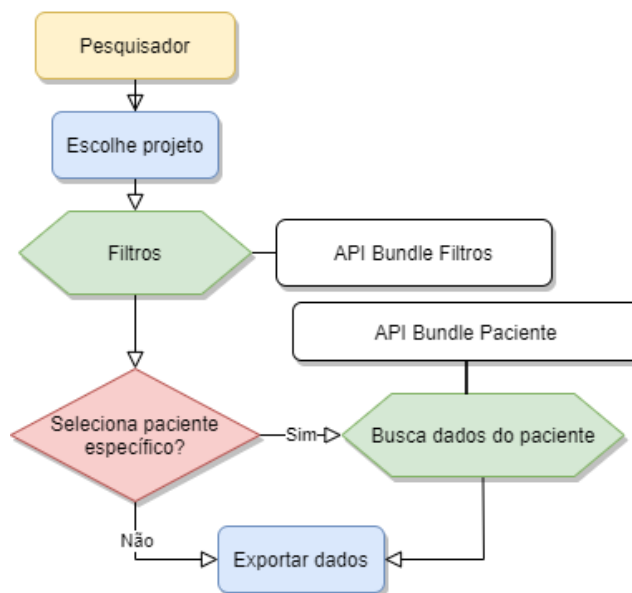 Pesquisador
Escolhe projeto
Filtros
API Bundle Filtros
API Bundle Paciente
Seleciona paciente
específico?
Sim
Busca dados do paciente
Não
Exportar dados